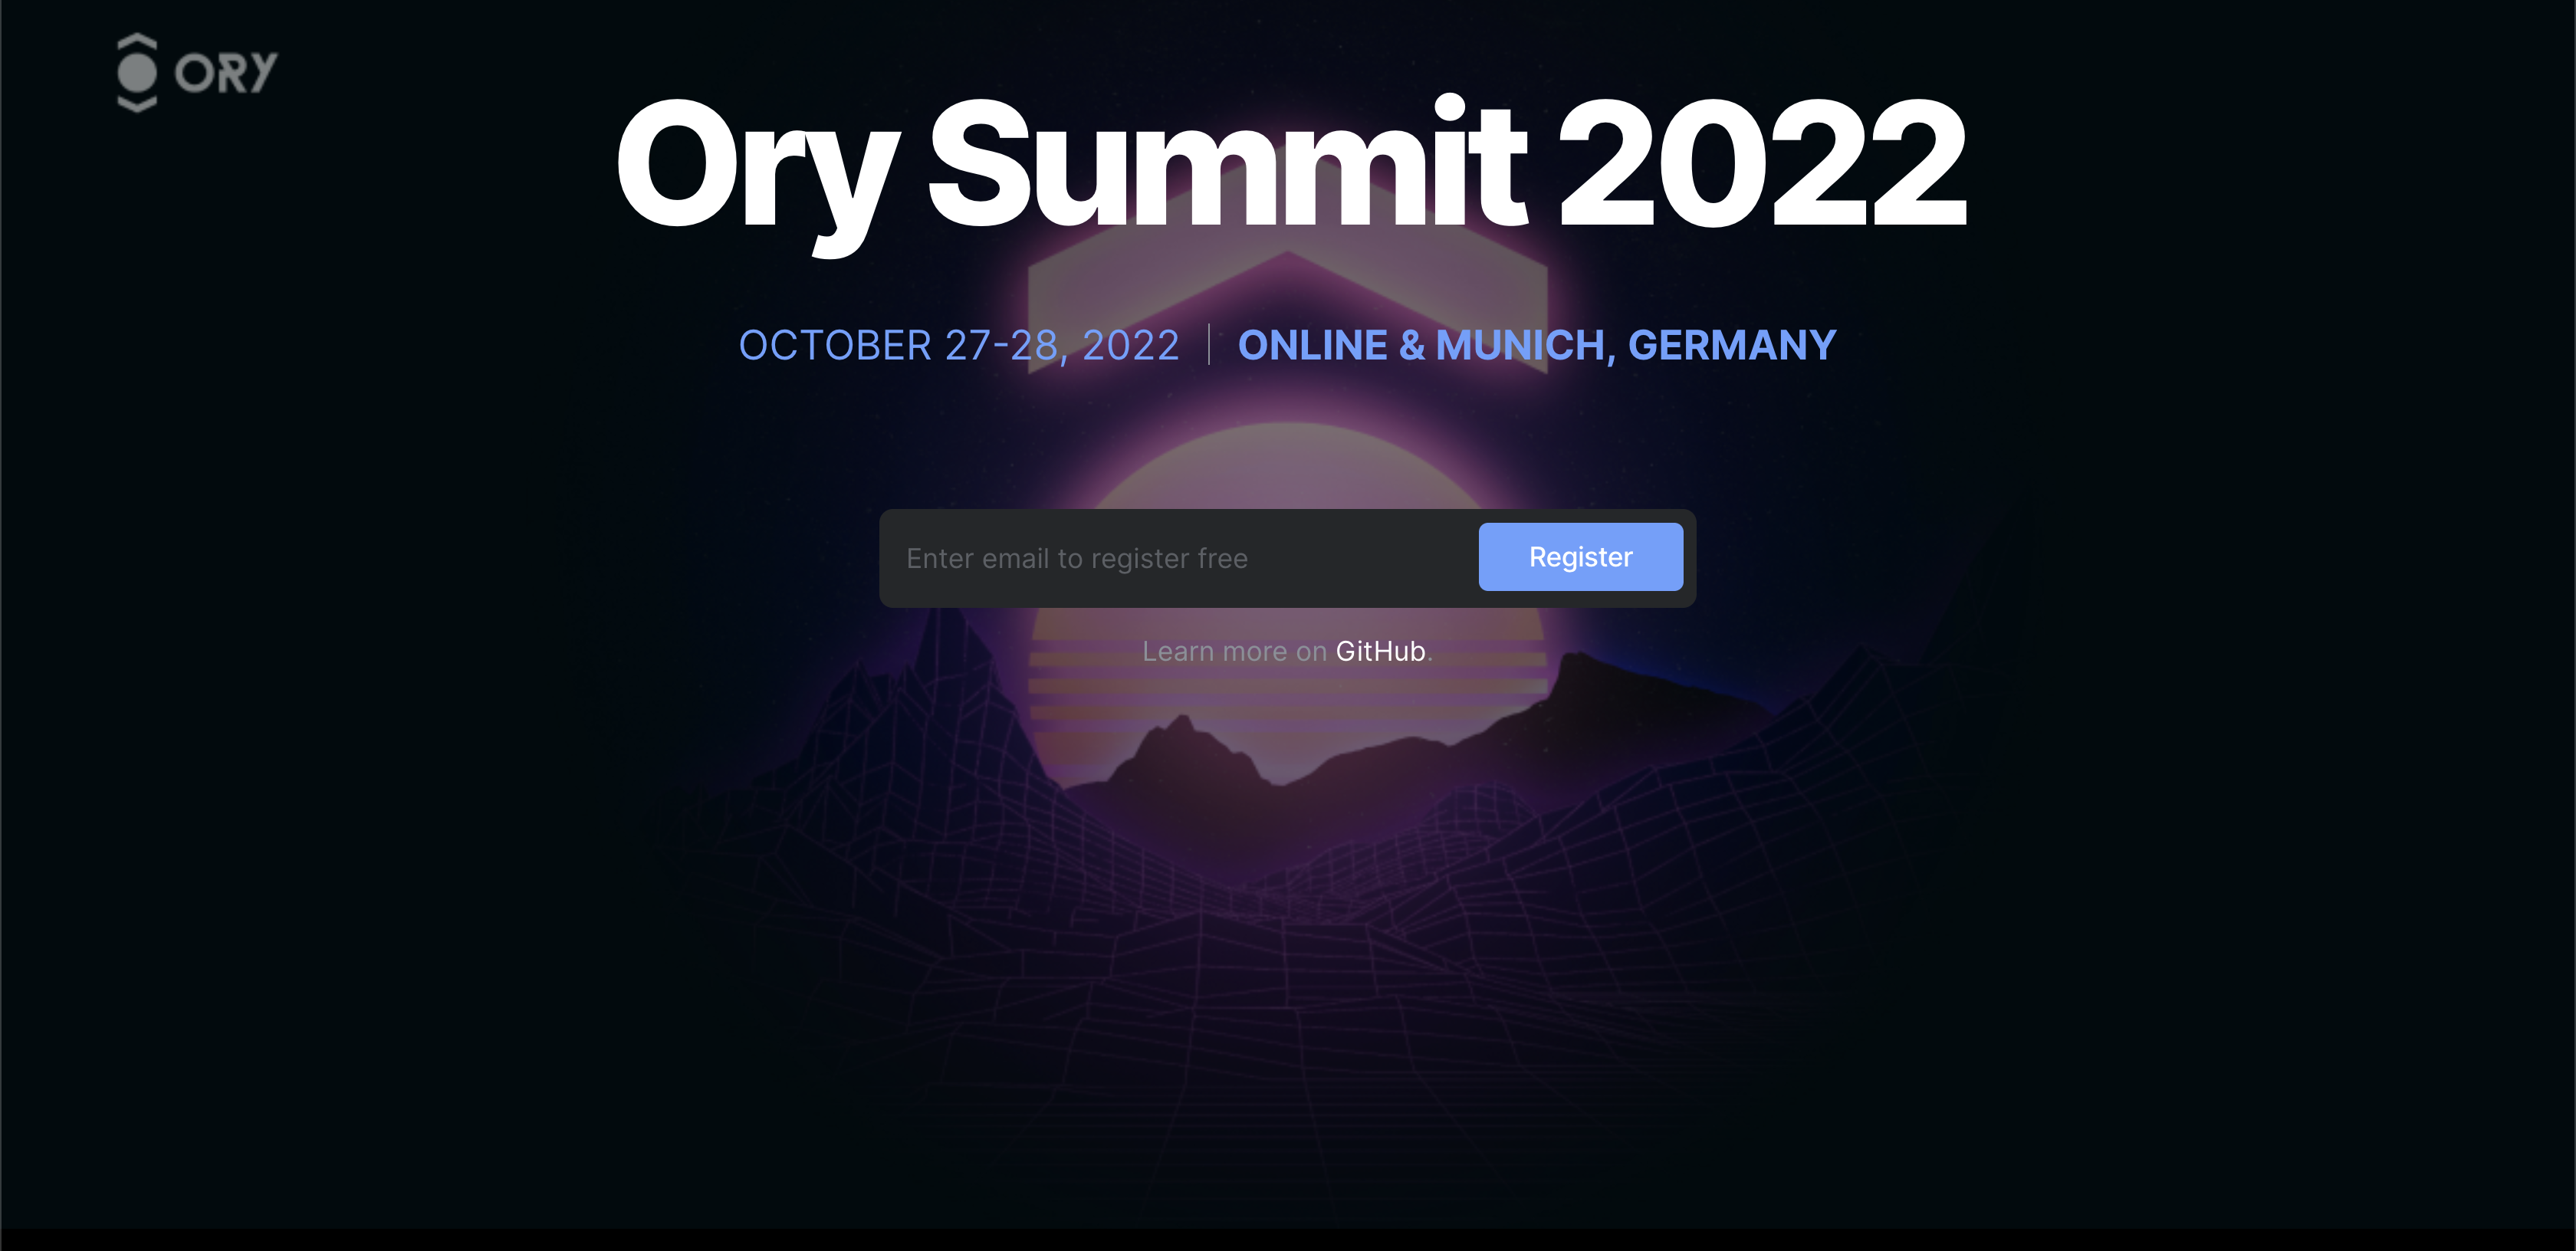 ORY
Ory Summit 2022
OCTOBER 27-28, 2022 | ONLINE & MUNICH, GERMANY
Enter email to register free
Register
Learn more on GitHub.